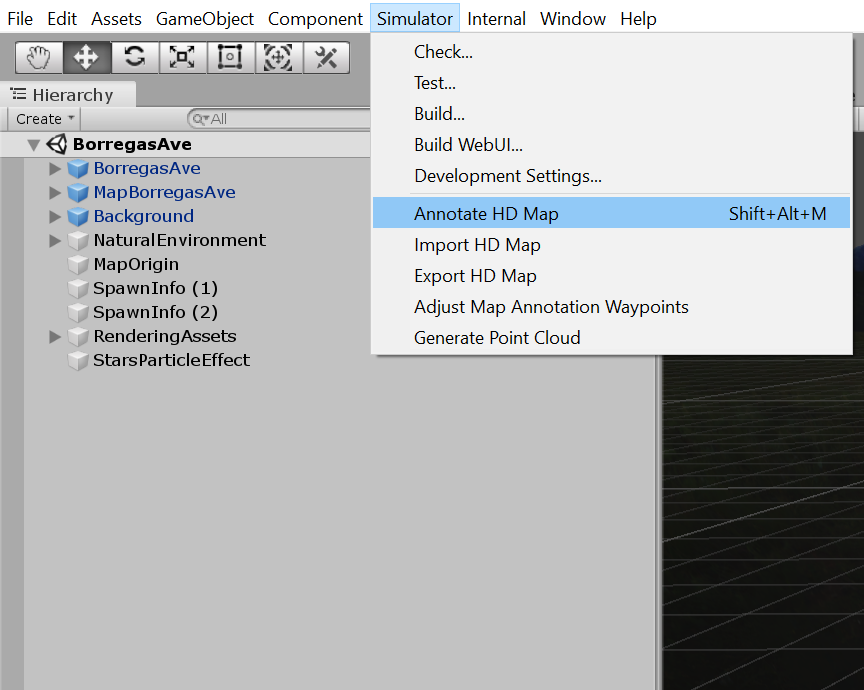 File Edit Assets GameObject Component Simulator Internal Window Help
Check...
Test...
Build...
Build WebUI...
Development Settings...
Annotate HD Map Shift+Alt+M
Import HD Map
Export HD Map
Adjust Map Annotation Waypoints
Generate Point Cloud
Hierarchy
Create All
BorregasAve
BorregasAve
MapBorregasAve
Background
NaturalEnvironment
MapOrigin
SpawnInfo (1)
SpawnInfo (2)
RenderingAssets
StarsParticleEffect